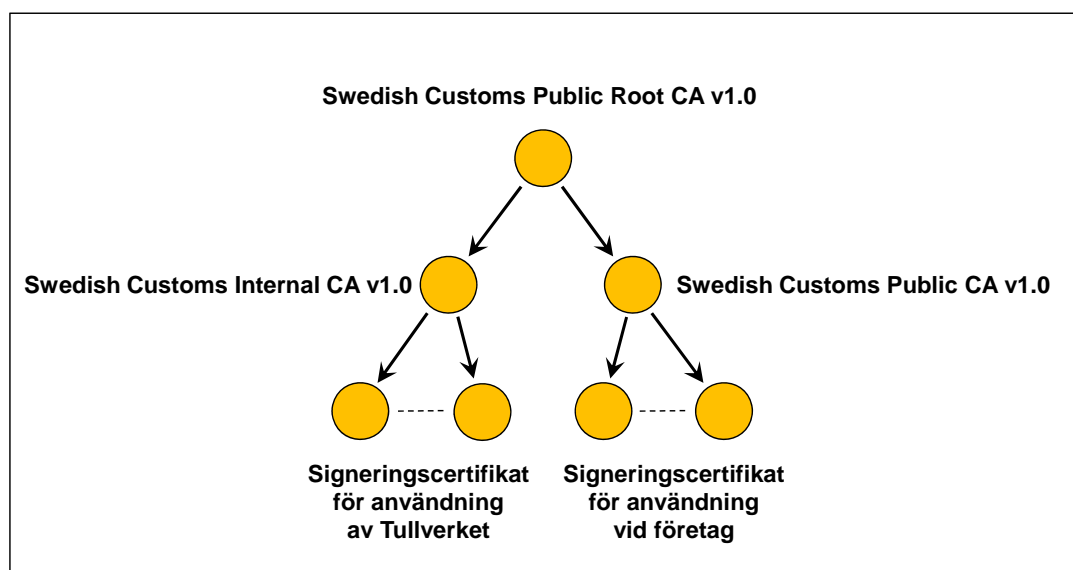 Swedish Customs Public Root CA v1.0
Swedish Customs Internal CA v1.0
Swedish Customs Public CA v1.0
Signeringscertifikat
för användning
av Tullverket
Signeringscertifikat
för användning
vid företag